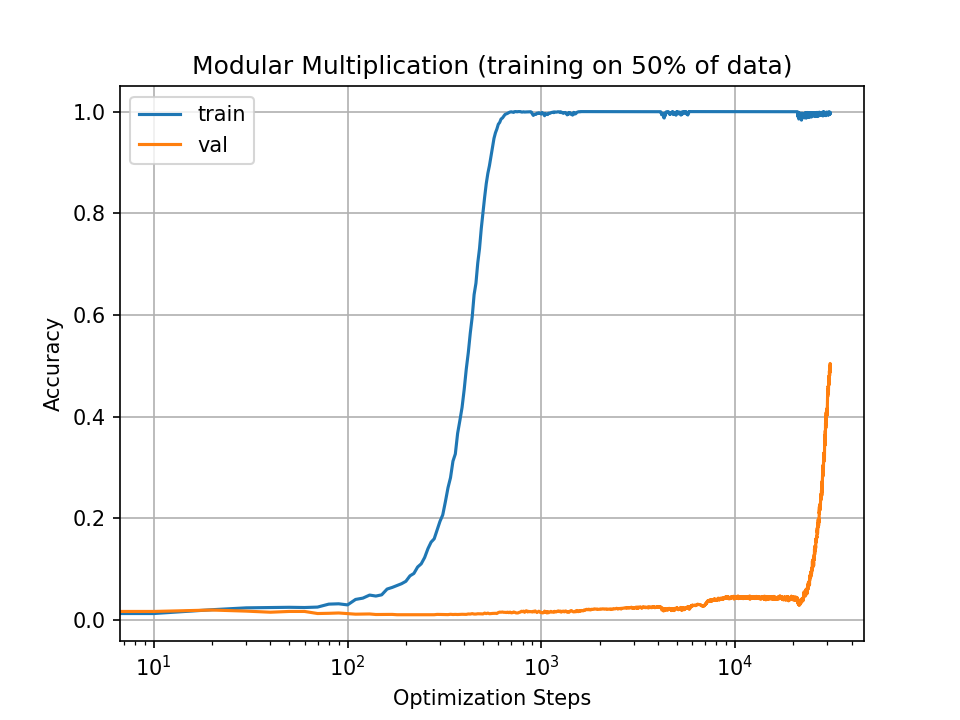 Modular Multiplication (training on 50% of data)
train
val
Accuracy
1.0
0.8
0.6
0.4
0.2
0.0
10¹ 10² 10³ 10⁴
Optimization Steps